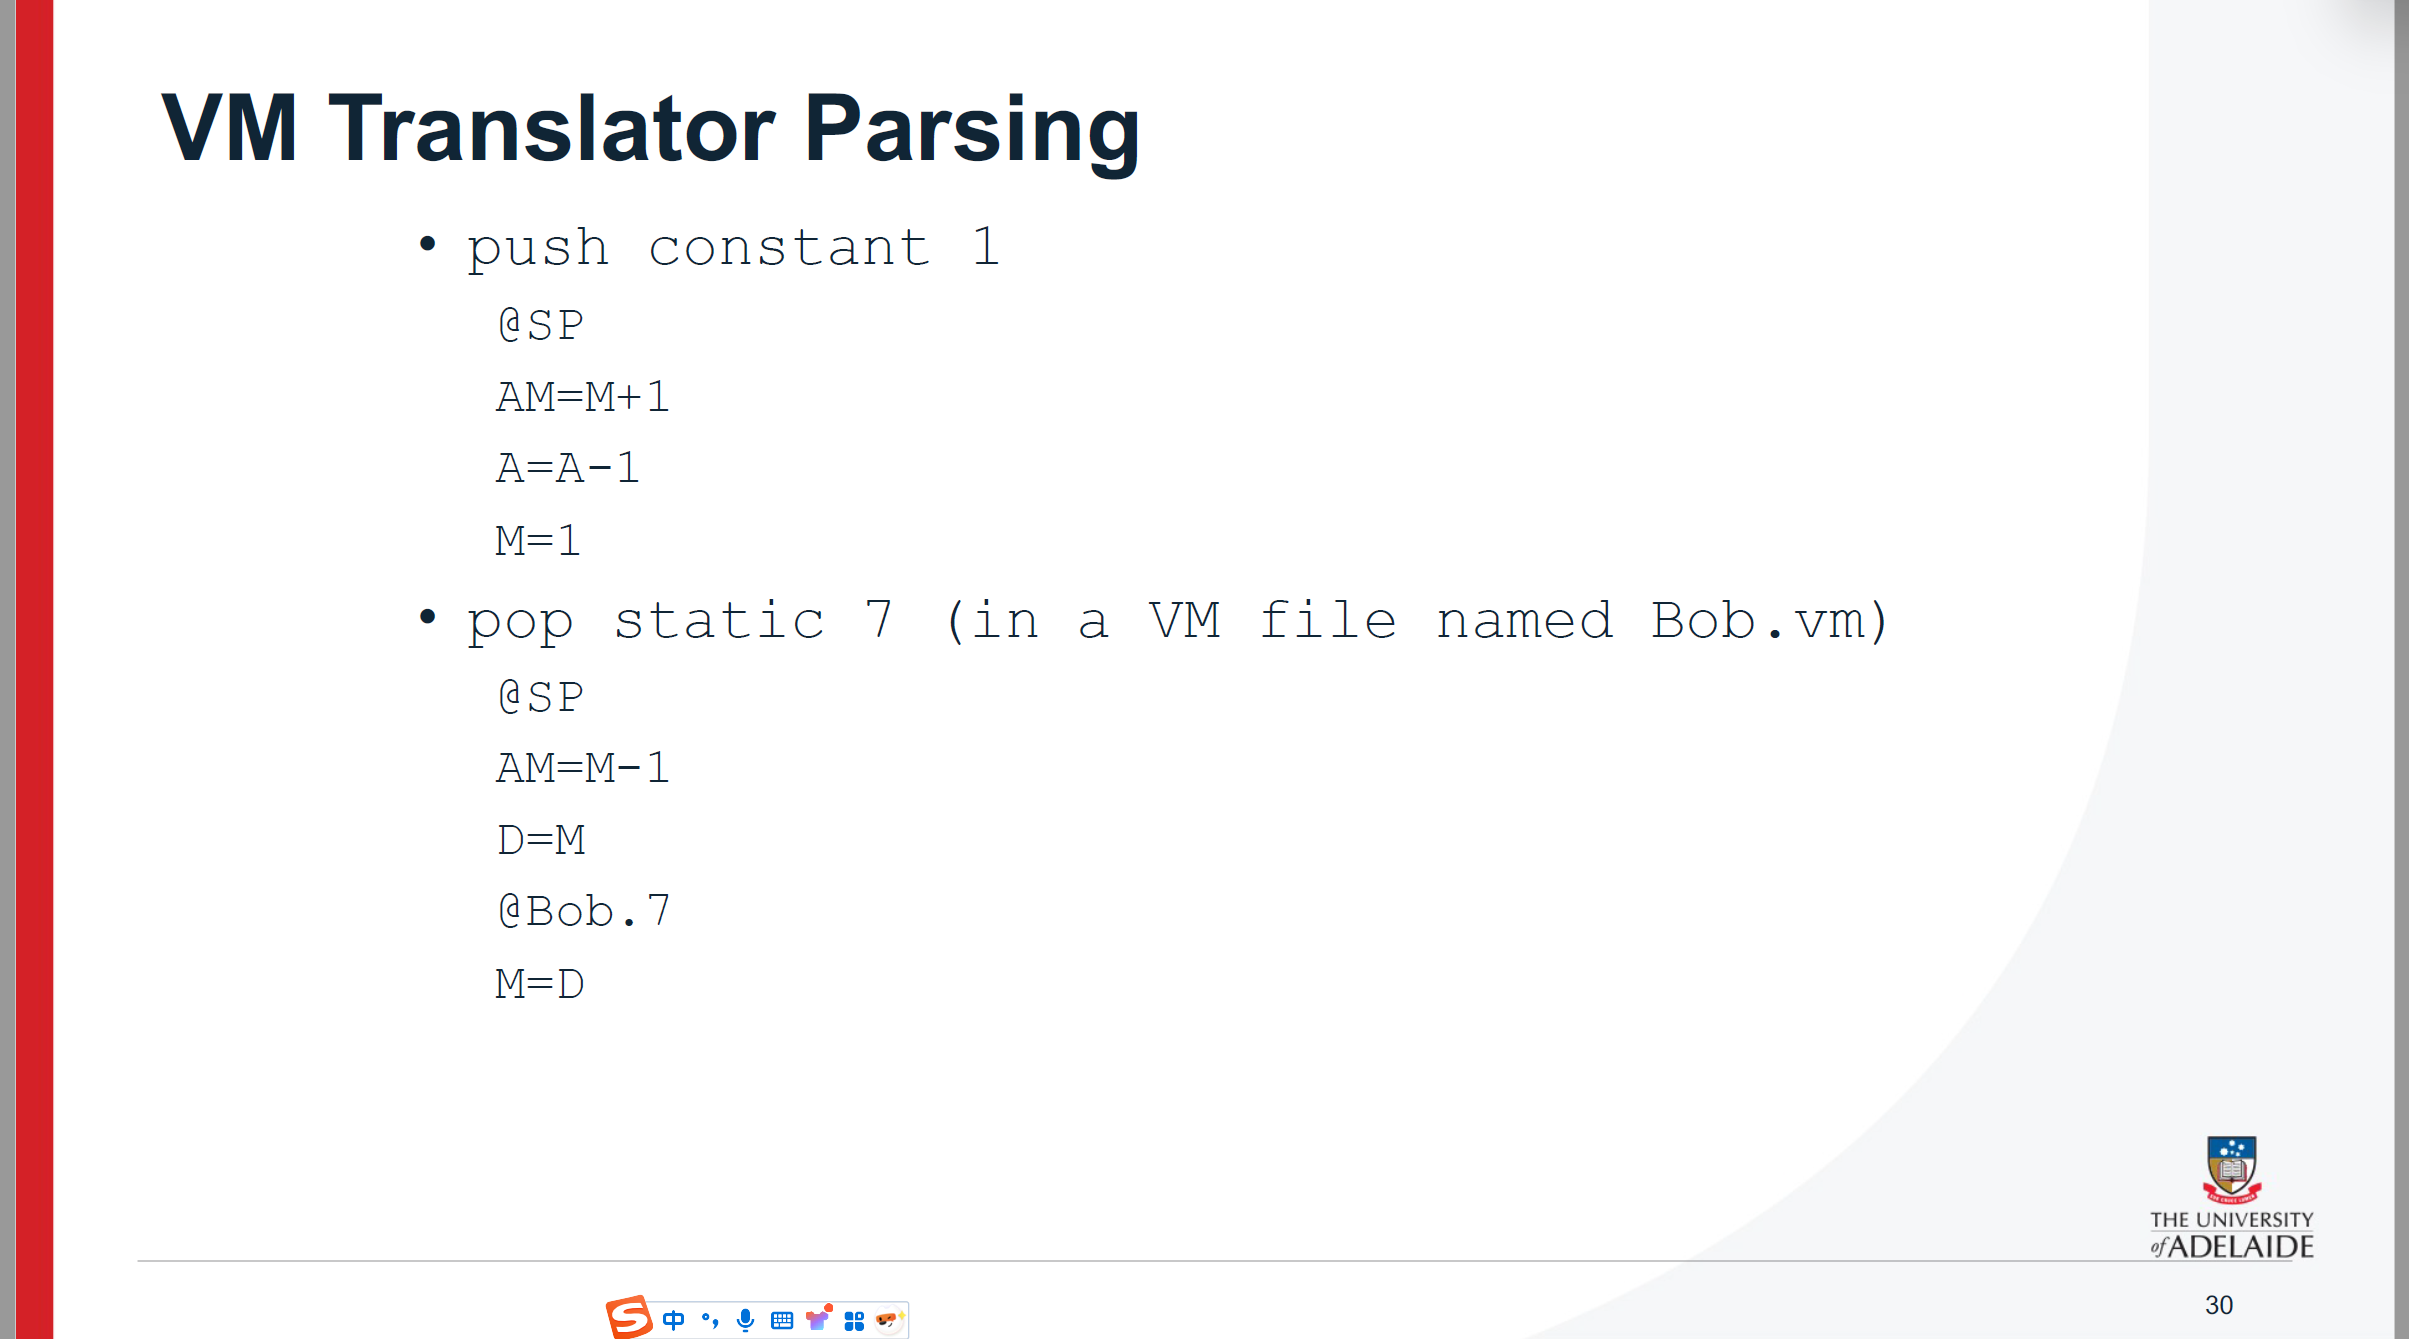 VM Translator Parsing
• push constant 1
@SP
AM=M+1
A=A-1
M=1
• pop static 7 (in a VM file named Bob.vm)
@SP
AM=M-1
D=M
@Bob.7
M=D
THE UNIVERSITY
of ADELAIDE
30
S 中 °,